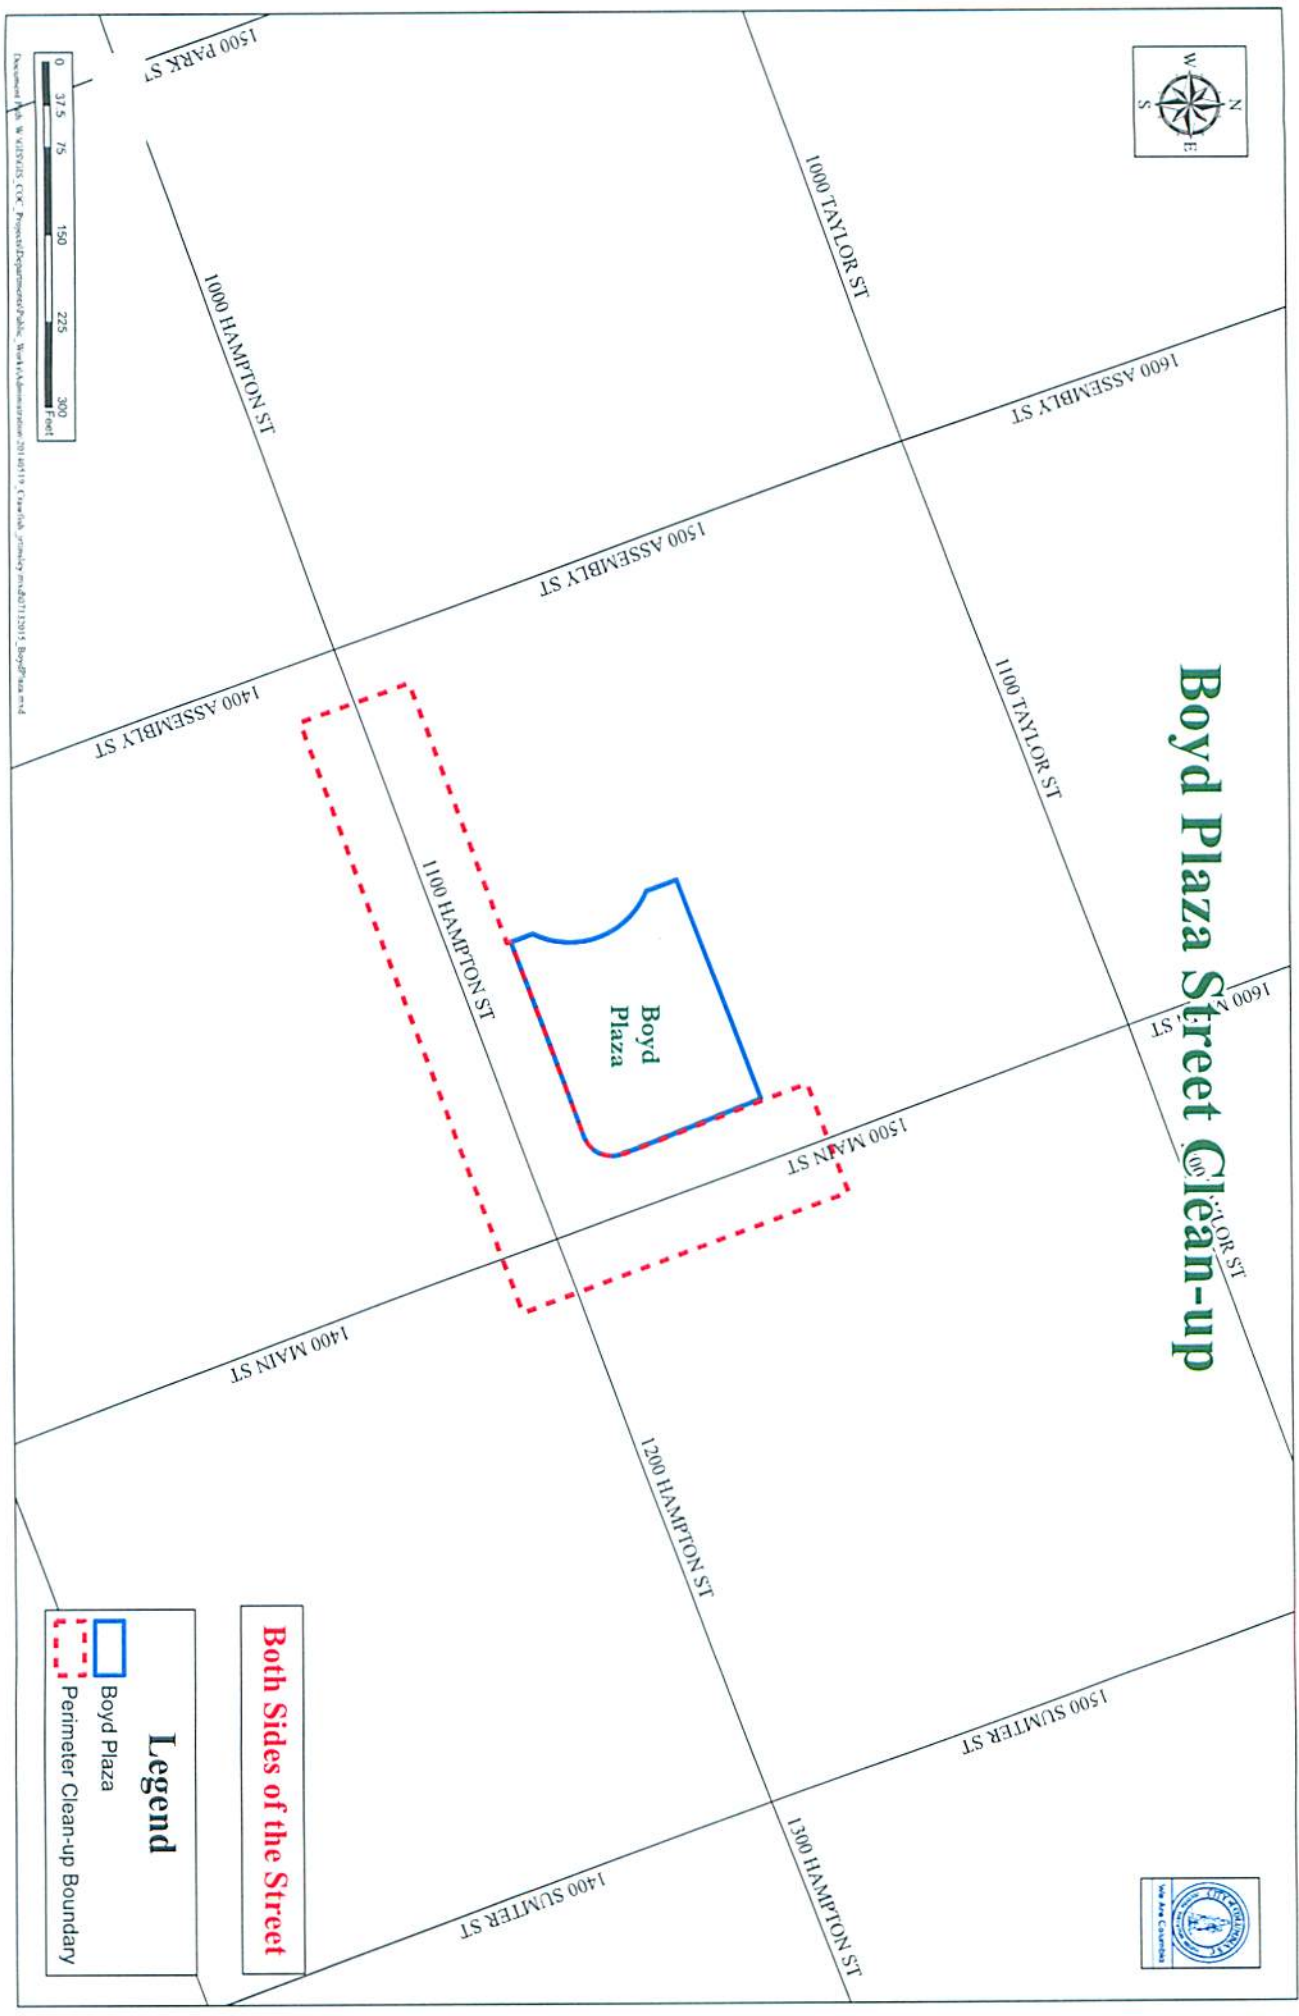 Boyd Plaza Street Clean-up
N
W
E
S
CITY of COLUMBIA S.C.
We Are Columbia
1000 TAYLOR ST
1100 TAYLOR ST
1600 ASSEMBLY ST
1500 ASSEMBLY ST
1400 ASSEMBLY ST
1500 MAIN ST
1400 MAIN ST
1500 SUMTER ST
1400 SUMTER ST
1500 PARK ST
1000 HAMPTON ST
1100 HAMPTON ST
1200 HAMPTON ST
1300 HAMPTON ST
Boyd
Plaza
Both Sides of the Street
Legend
Boyd Plaza
Perimeter Clean-up Boundary
0 37.5 75 150 225 300
Feet